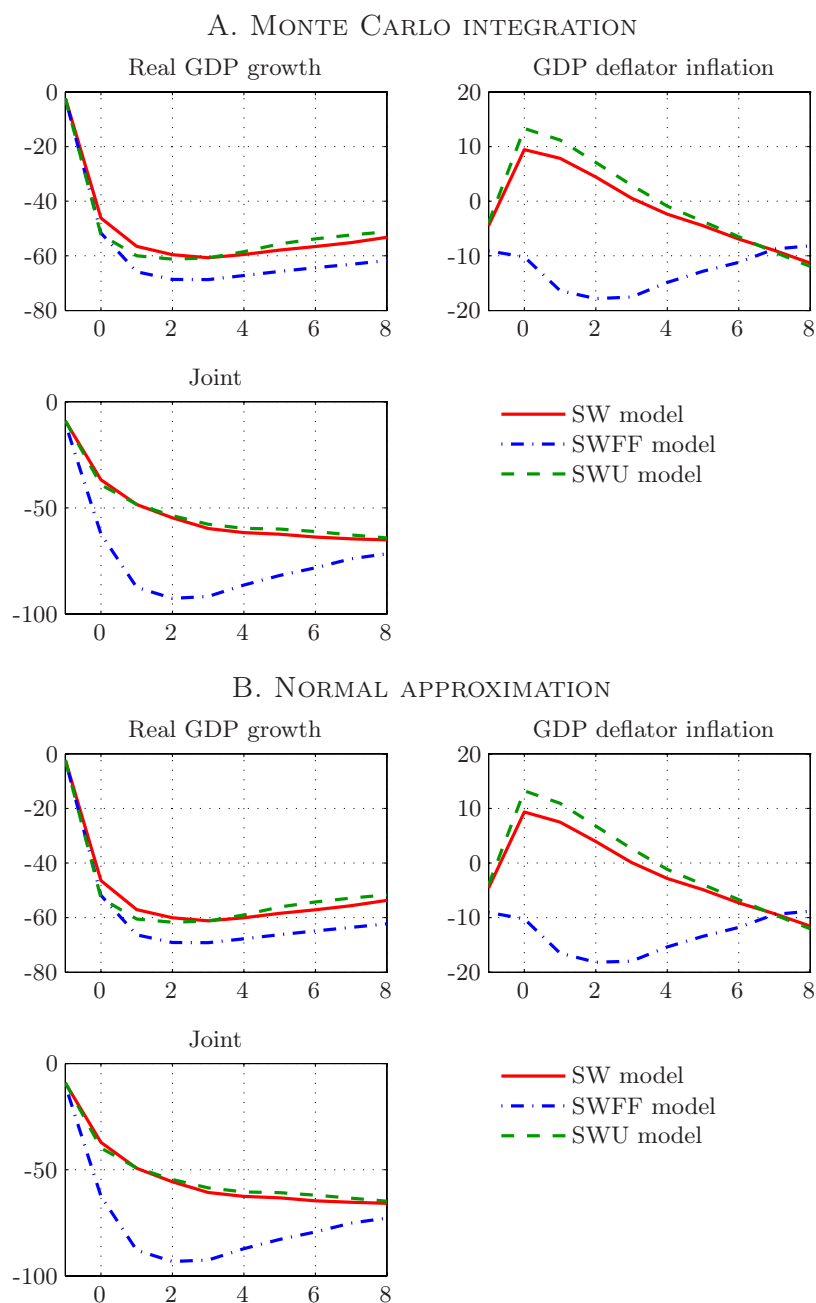 A. MONTE CARLO INTEGRATION
Real GDP growth
0
-20
-40
-60
-80
0 2 4 6 8
GDP deflator inflation
20
10
0
-10
-20
0 2 4 6 8
Joint
0
-50
-100
0 2 4 6 8
SW model
SWFF model
SWU model
B. NORMAL APPROXIMATION
Real GDP growth
0
-20
-40
-60
-80
0 2 4 6 8
GDP deflator inflation
20
10
0
-10
-20
0 2 4 6 8
Joint
0
-50
-100
0 2 4 6 8
SW model
SWFF model
SWU model